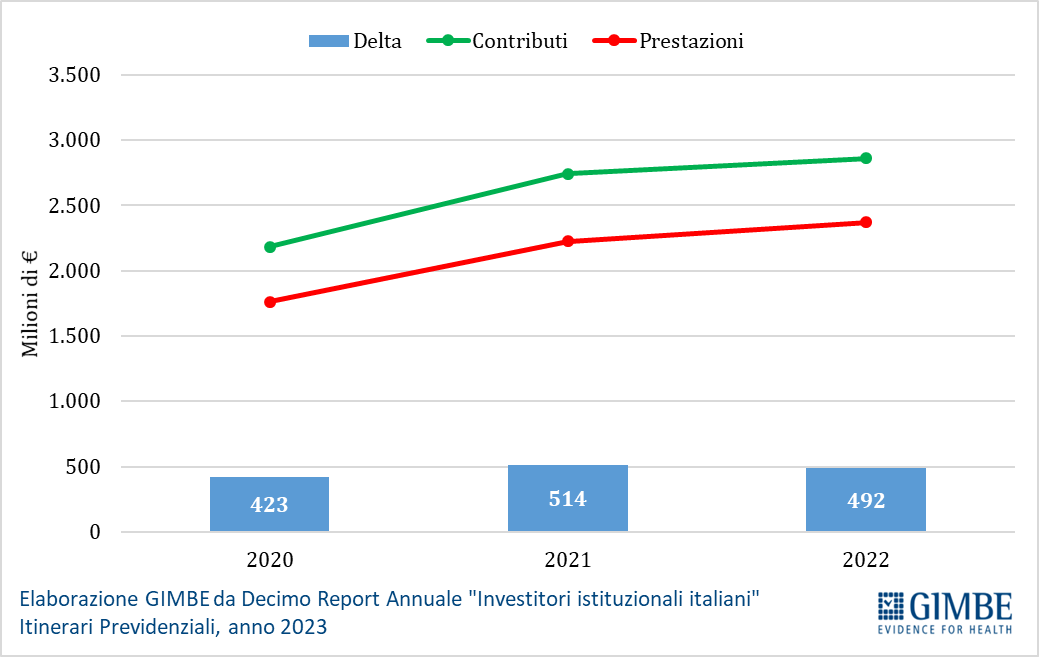 Delta Contributi Prestazioni
3.500
3.000
2.500
2.000
1.500
1.000
500
0
Milioni di €
423
514
492
2020 2021 2022
Elaborazione GIMBE da Decimo Report Annuale "Investitori istituzionali italiani"
Itinerari Previdenziali, anno 2023
GIMBE
EVIDENCE FOR HEALTH